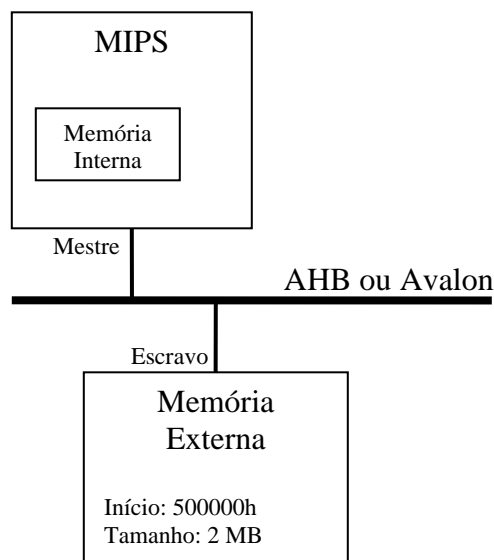 MIPS
Memória
Interna
Mestre
AHB ou Avalon
Escravo
Memória
Externa
Início: 500000h
Tamanho: 2 MB